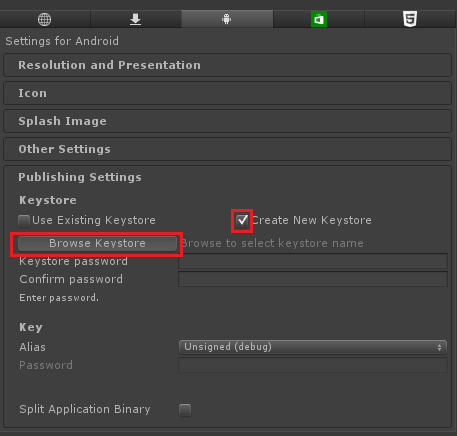 Settings for Android
Resolution and Presentation
Icon
Splash Image
Other Settings
Publishing Settings
Keystore
Use Existing Keystore Create New Keystore
Browse Keystore Browse to select keystore name
Keystore password
Confirm password
Enter password.
Key
Alias Unsigned (debug)
Password
Split Application Binary